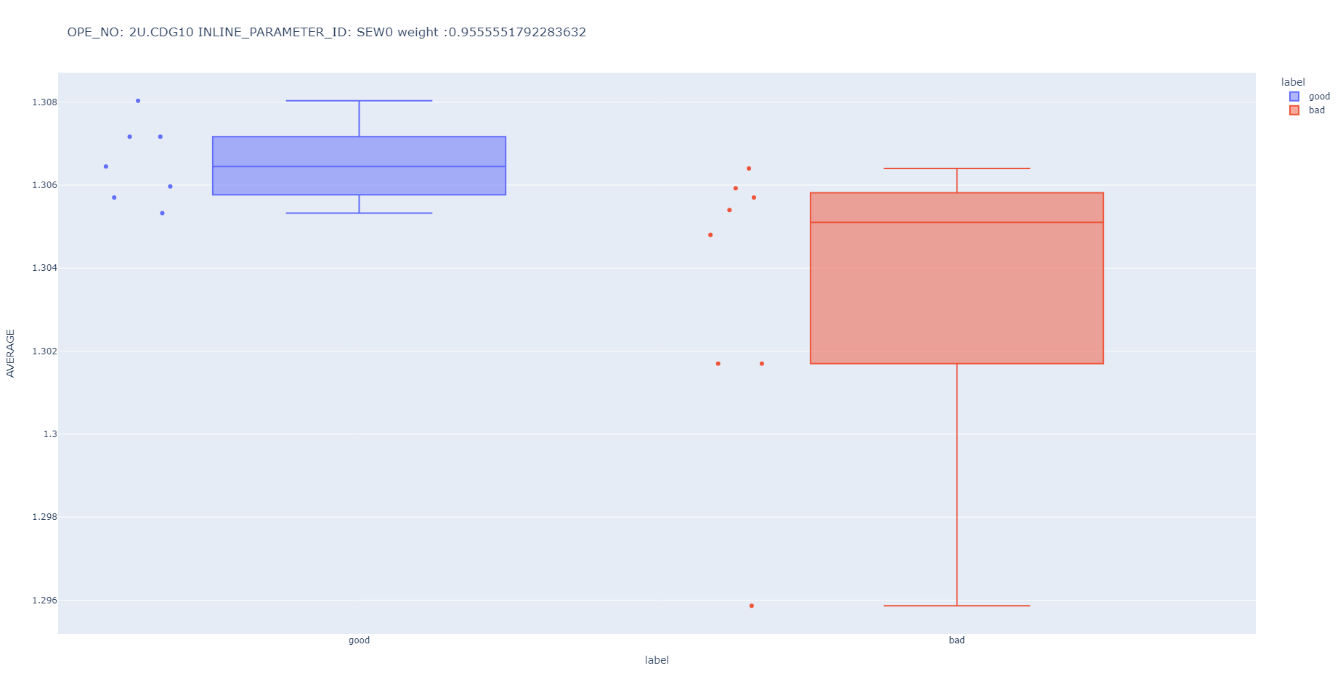 OPE_NO: 2U.CDG10 INLINE_PARAMETER_ID: SEW0 weight :0.9555551792283632
label
good
bad
1.308
1.306
1.304
1.302
1.3
1.298
1.296
AVERAGE
good
bad
label